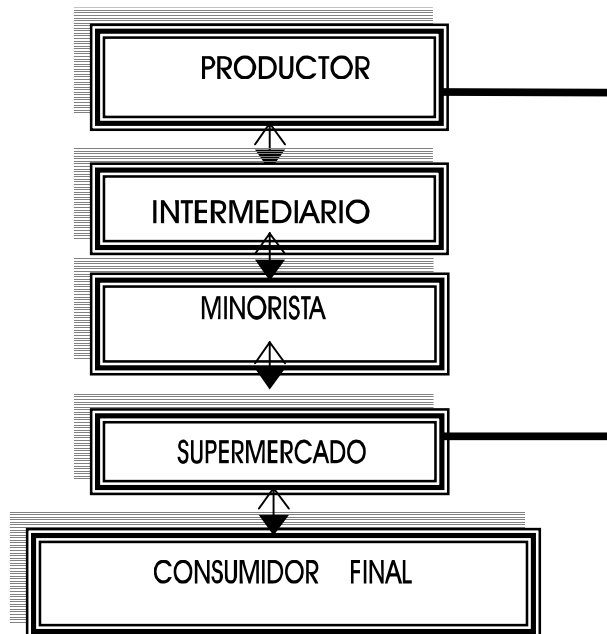 PRODUCTOR
INTERMEDIARIO
MINORISTA
SUPERMERCADO
CONSUMIDOR FINAL